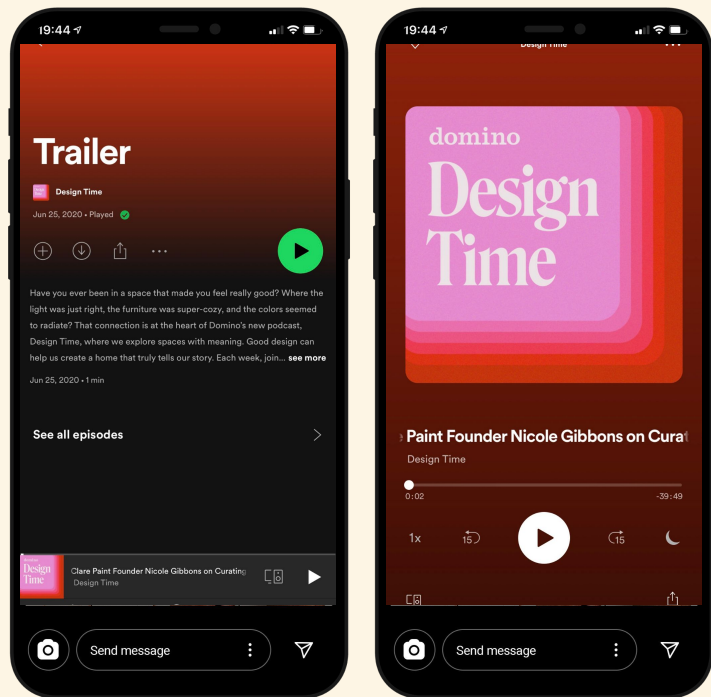 19:44
Trailer
Design Time
Jun 25, 2020 • Played
Have you ever been in a space that made you feel really good? Where the
light was just right, the furniture was super-cozy, and the colors seemed
to radiate? That connection is at the heart of Domino's new podcast,
Design Time, where we explore spaces with meaning. Good design can
help us create a home that truly tells our story. Each week, join... see more
Jun 25, 2020 • 1 min
See all episodes
Design
Time
Clare Paint Founder Nicole Gibbons on Curating
Design Time
Send message
19:44
Design Time
domino
Design
Time
Paint Founder Nicole Gibbons on Curat
Design Time
0:02
-39:49
1x
15
15
Send message